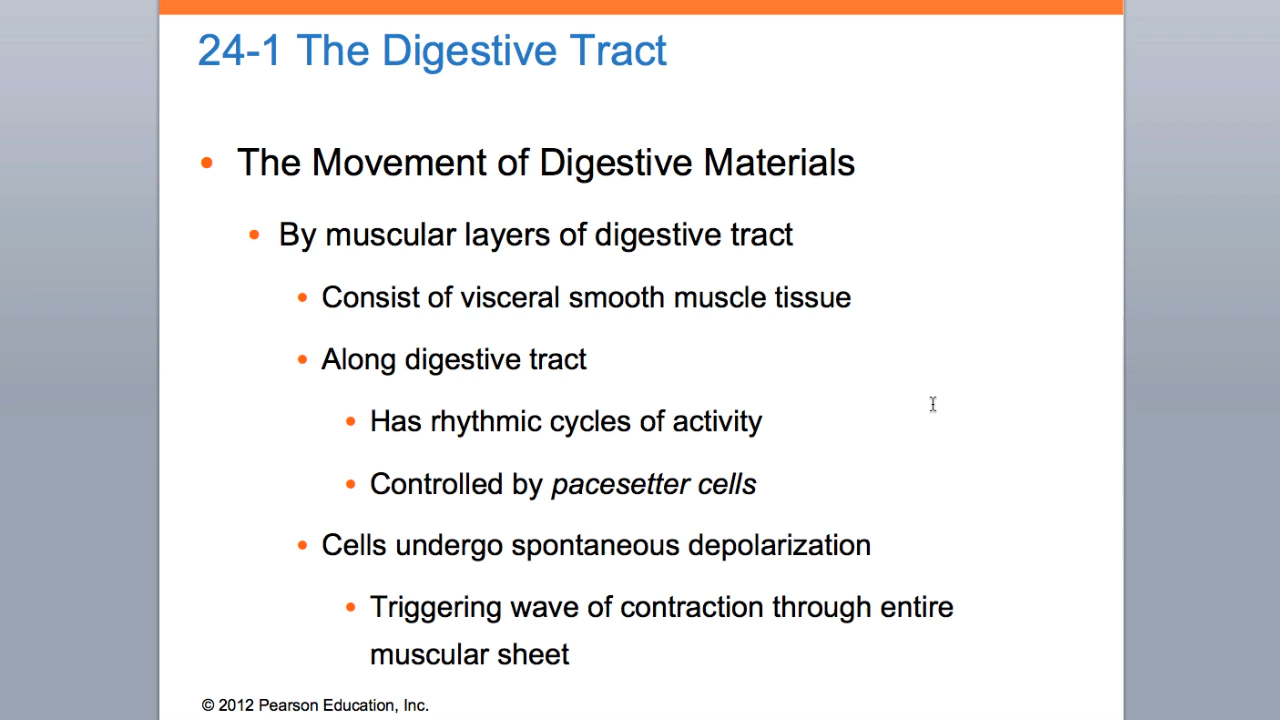 24-1 The Digestive Tract
• The Movement of Digestive Materials
• By muscular layers of digestive tract
• Consist of visceral smooth muscle tissue
• Along digestive tract
• Has rhythmic cycles of activity
• Controlled by pacesetter cells
• Cells undergo spontaneous depolarization
• Triggering wave of contraction through entire
muscular sheet
© 2012 Pearson Education, Inc.